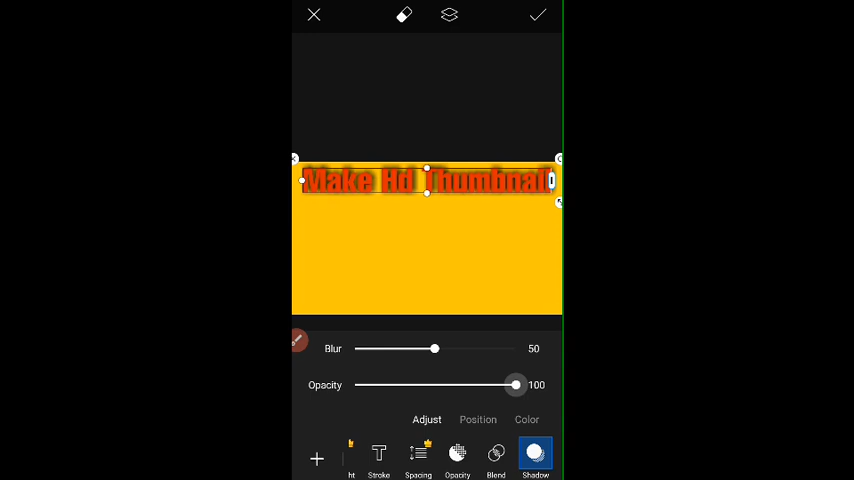 Make Hd Thumbnail
Blur 50
Opacity 100
Adjust Position Color
ht Stroke Spacing Opacity Blend Shadow